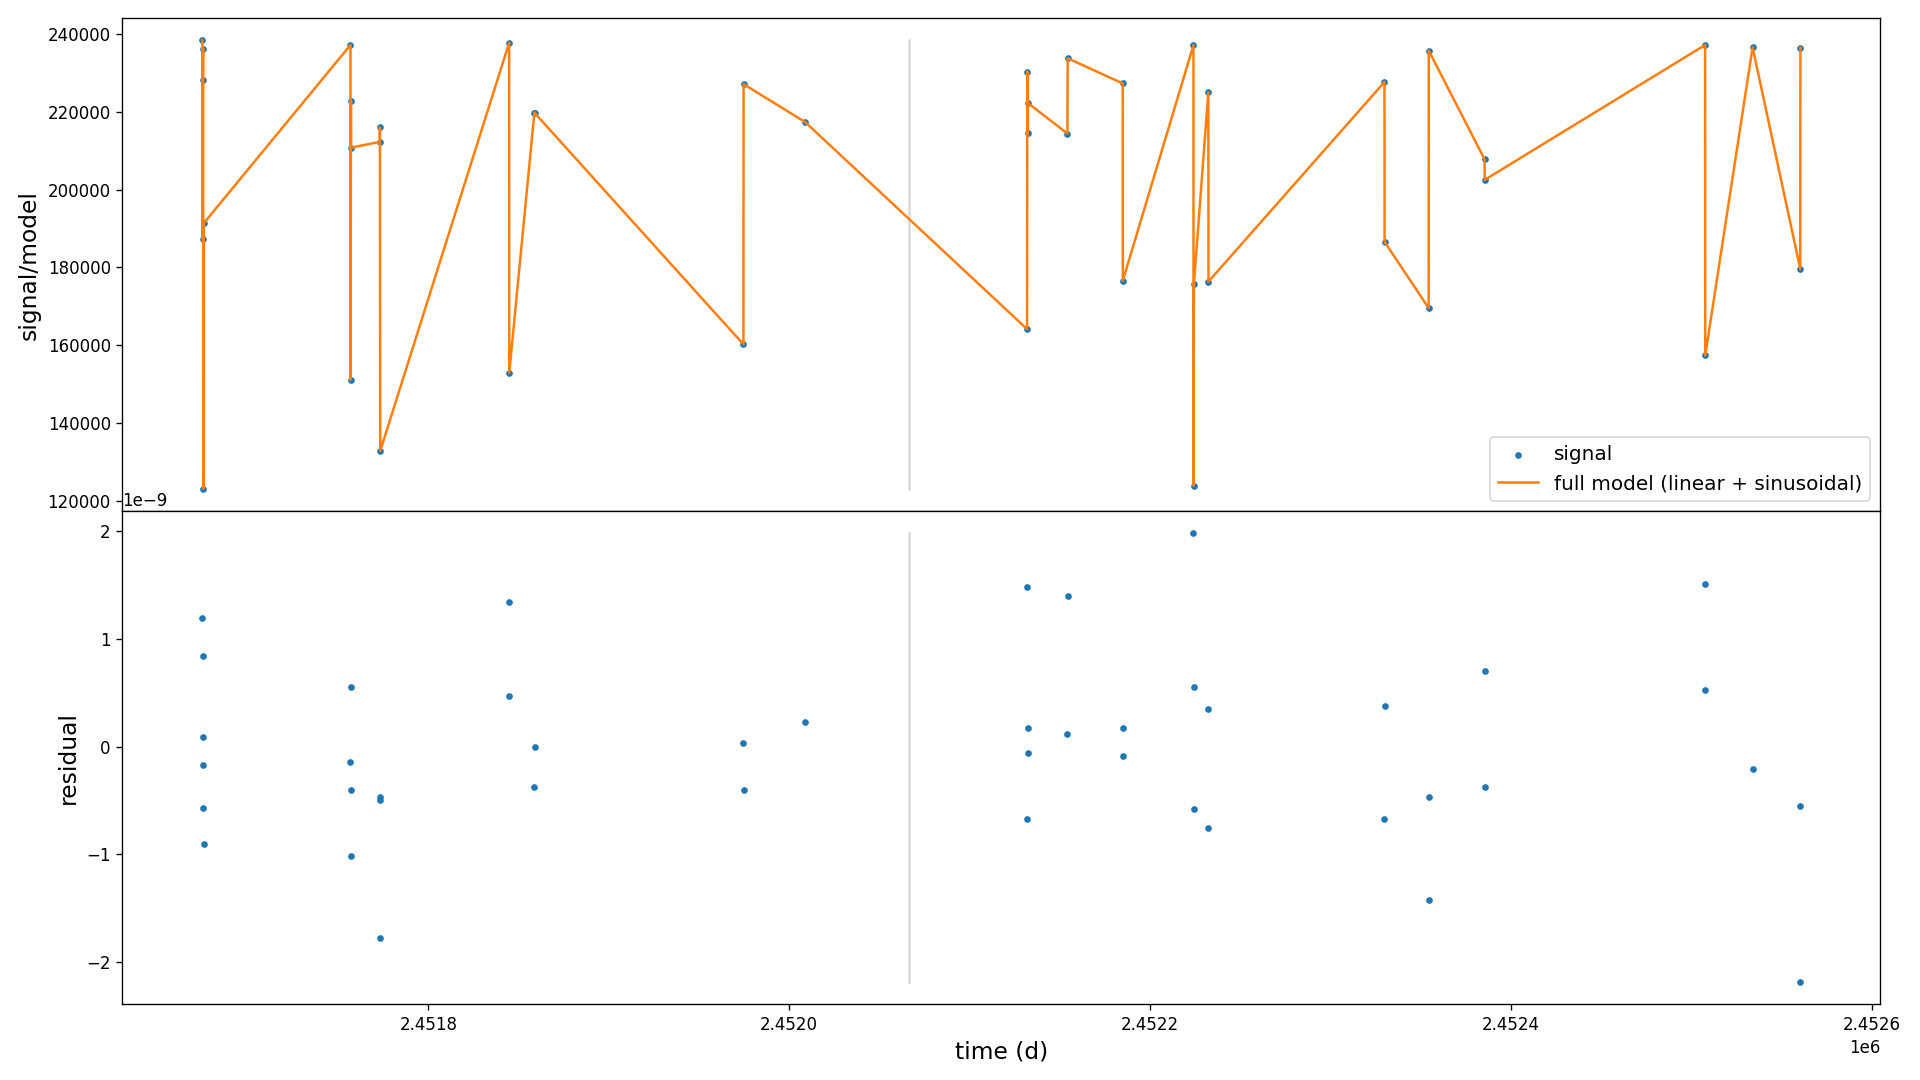 240000
220000
200000
180000
160000
140000
120000
signal/model
signal
full model (linear + sinusoidal)
1e−9
2
1
0
−1
−2
residual
2.4518
2.4520
2.4522
2.4524
2.4526
1e6
time (d)